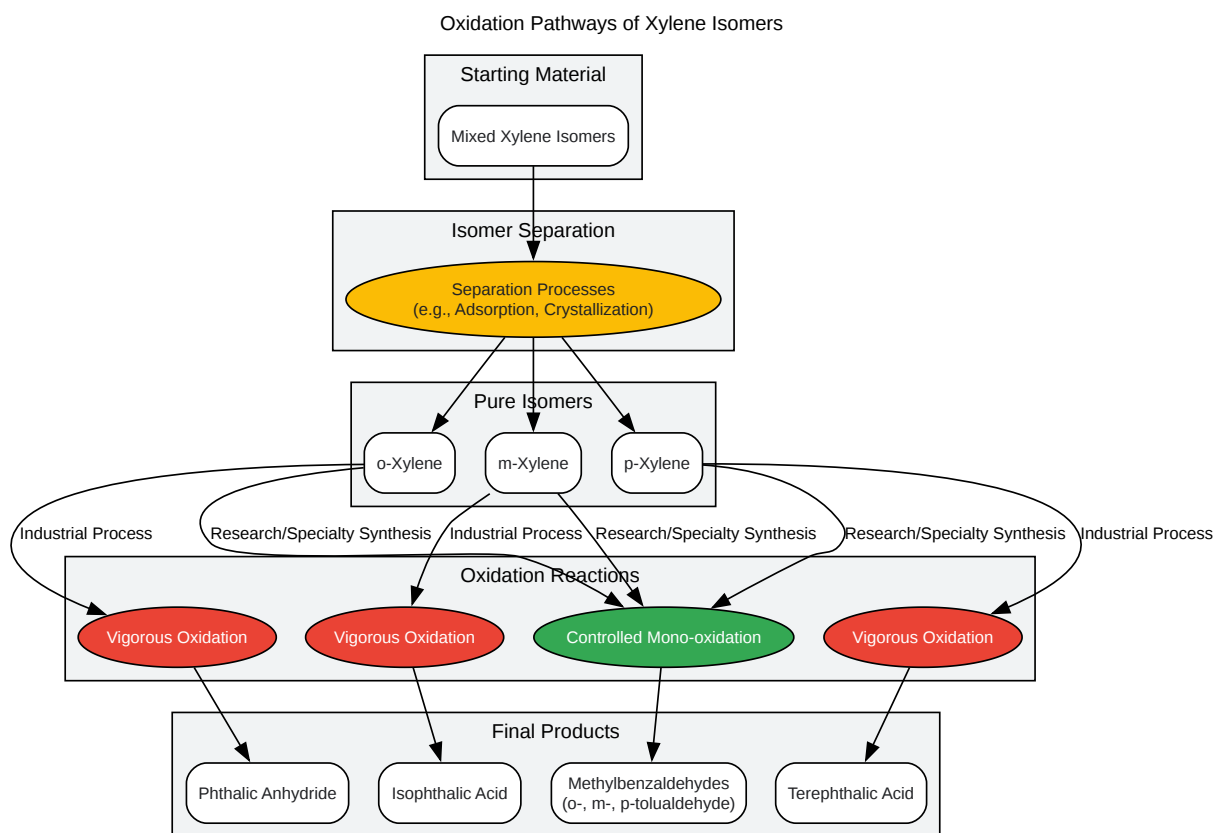 Oxidation Pathways of Xylene Isomers
Starting Material
Mixed Xylene Isomers
Isomer Separation
Separation Processes
(e.g., Adsorption, Crystallization)
Pure Isomers
o-Xylene
m-Xylene
p-Xylene
Industrial Process
Research/Specialty Synthesis
Industrial Process
Research/Specialty Synthesis
Research/Specialty Synthesis
Industrial Process
Oxidation Reactions
Vigorous Oxidation
Vigorous Oxidation
Controlled Mono-oxidation
Vigorous Oxidation
Final Products
Phthalic Anhydride
Isophthalic Acid
Methylbenzaldehydes
(o-, m-, p-tolualdehyde)
Terephthalic Acid